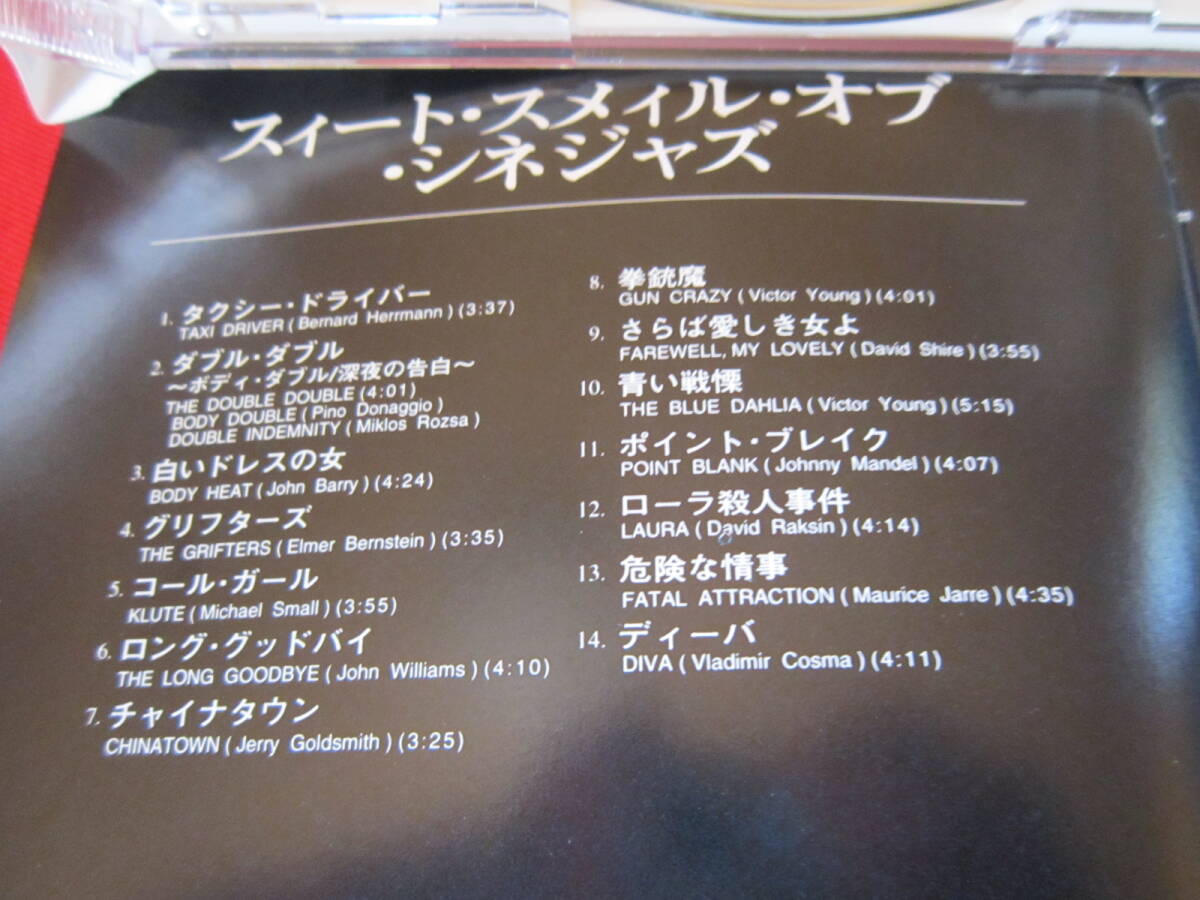 スィート・スメィル・オブ
・シネジャズ
1. タクシー・ドライバー
TAXI DRIVER ( Bernard Herrmann ) (3:37)
2. ダブル・ダブル
〜ボディ・ダブル/深夜の告白〜
THE DOUBLE DOUBLE (4:01)
BODY DOUBLE ( Pino Donaggio )
DOUBLE INDEMNITY ( Miklos Rozsa )
3. 白いドレスの女
BODY HEAT ( John Barry ) (4:24)
4. グリフターズ
THE GRIFTERS ( Elmer Bernstein ) (3:35)
5. コール・ガール
KLUTE ( Michael Small ) (3:55)
6. ロング・グッドバイ
THE LONG GOODBYE ( John Williams ) (4:10)
7. チャイナタウン
CHINATOWN ( Jerry Goldsmith ) (3:25)
8. 拳銃魔
GUN CRAZY ( Victor Young ) (4:01)
9. さらば愛しき女よ
FAREWELL, MY LOVELY ( David Shire ) (3:55)
10. 青い戦慄
THE BLUE DAHLIA ( Victor Young ) (5:15)
11. ポイント・ブレイク
POINT BLANK ( Johnny Mandel ) (4:07)
12. ローラ殺人事件
LAURA ( David Raksin ) (4:14)
13. 危険な情事
FATAL ATTRACTION ( Maurice Jarre ) (4:35)
14. ディーバ
DIVA ( Vladimir Cosma ) (4:11)